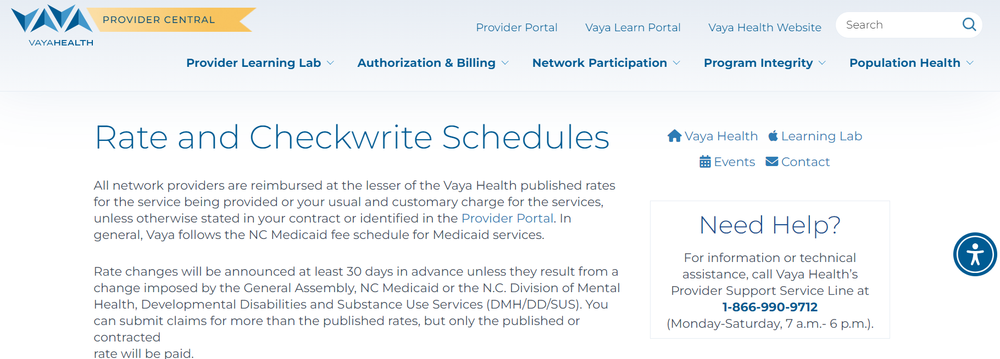 VAYAHEALTH
PROVIDER CENTRAL
Provider Portal
Vaya Learn Portal
Vaya Health Website
Search
Provider Learning Lab
Authorization & Billing
Network Participation
Program Integrity
Population Health
Rate and Checkwrite Schedules
All network providers are reimbursed at the lesser of the Vaya Health published rates
for the service being provided or your usual and customary charge for the services,
unless otherwise stated in your contract or identified in the Provider Portal. In
general, Vaya follows the NC Medicaid fee schedule for Medicaid services.
Rate changes will be announced at least 30 days in advance unless they result from a
change imposed by the General Assembly, NC Medicaid or the N.C. Division of Mental
Health, Developmental Disabilities and Substance Use Services (DMH/DD/SUS). You
can submit claims for more than the published rates, but only the published or
contracted
rate will be paid.
Vaya Health
Learning Lab
Events
Contact
Need Help?
For information or technical
assistance, call Vaya Health’s
Provider Support Service Line at
1-866-990-9712
(Monday-Saturday, 7 a.m.- 6 p.m.).